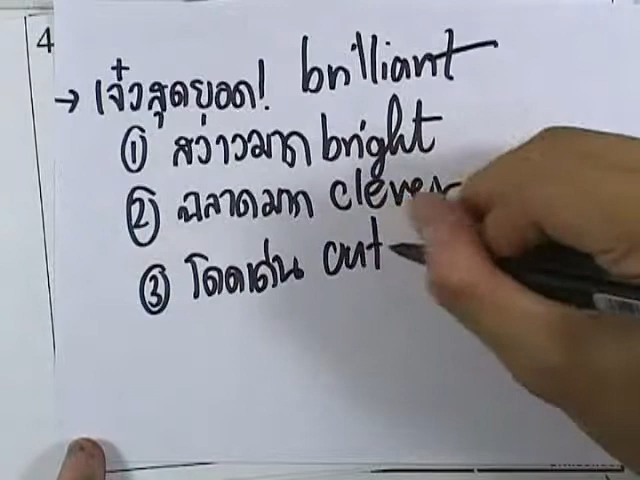 4
→ เจ๋วสุดยอด! brilliant
① สว่างมาก bright
② ฉลาดมาก clever
③ โดดเด่น out